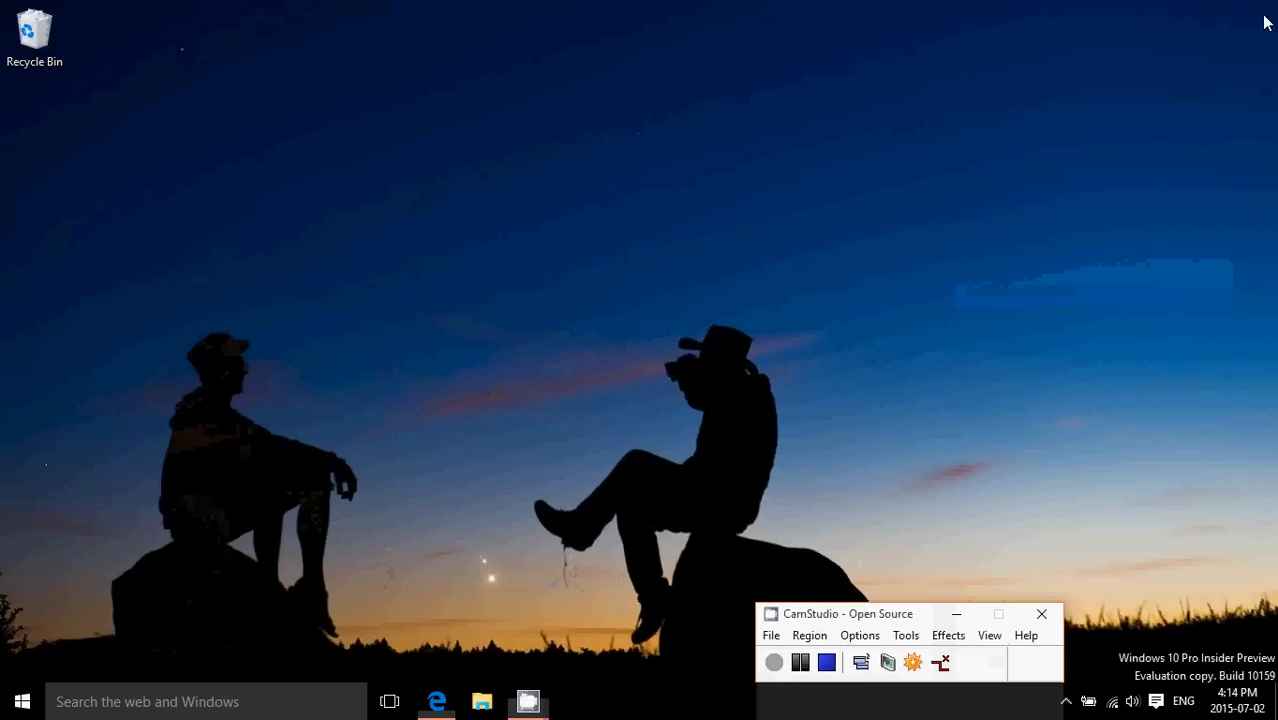 Recycle Bin
CamStudio - Open Source
File Region Options Tools Effects View Help
Windows 10 Pro Insider Preview
Evaluation copy. Build 10159
Search the web and Windows
ENG
4:14 PM
2015-07-02